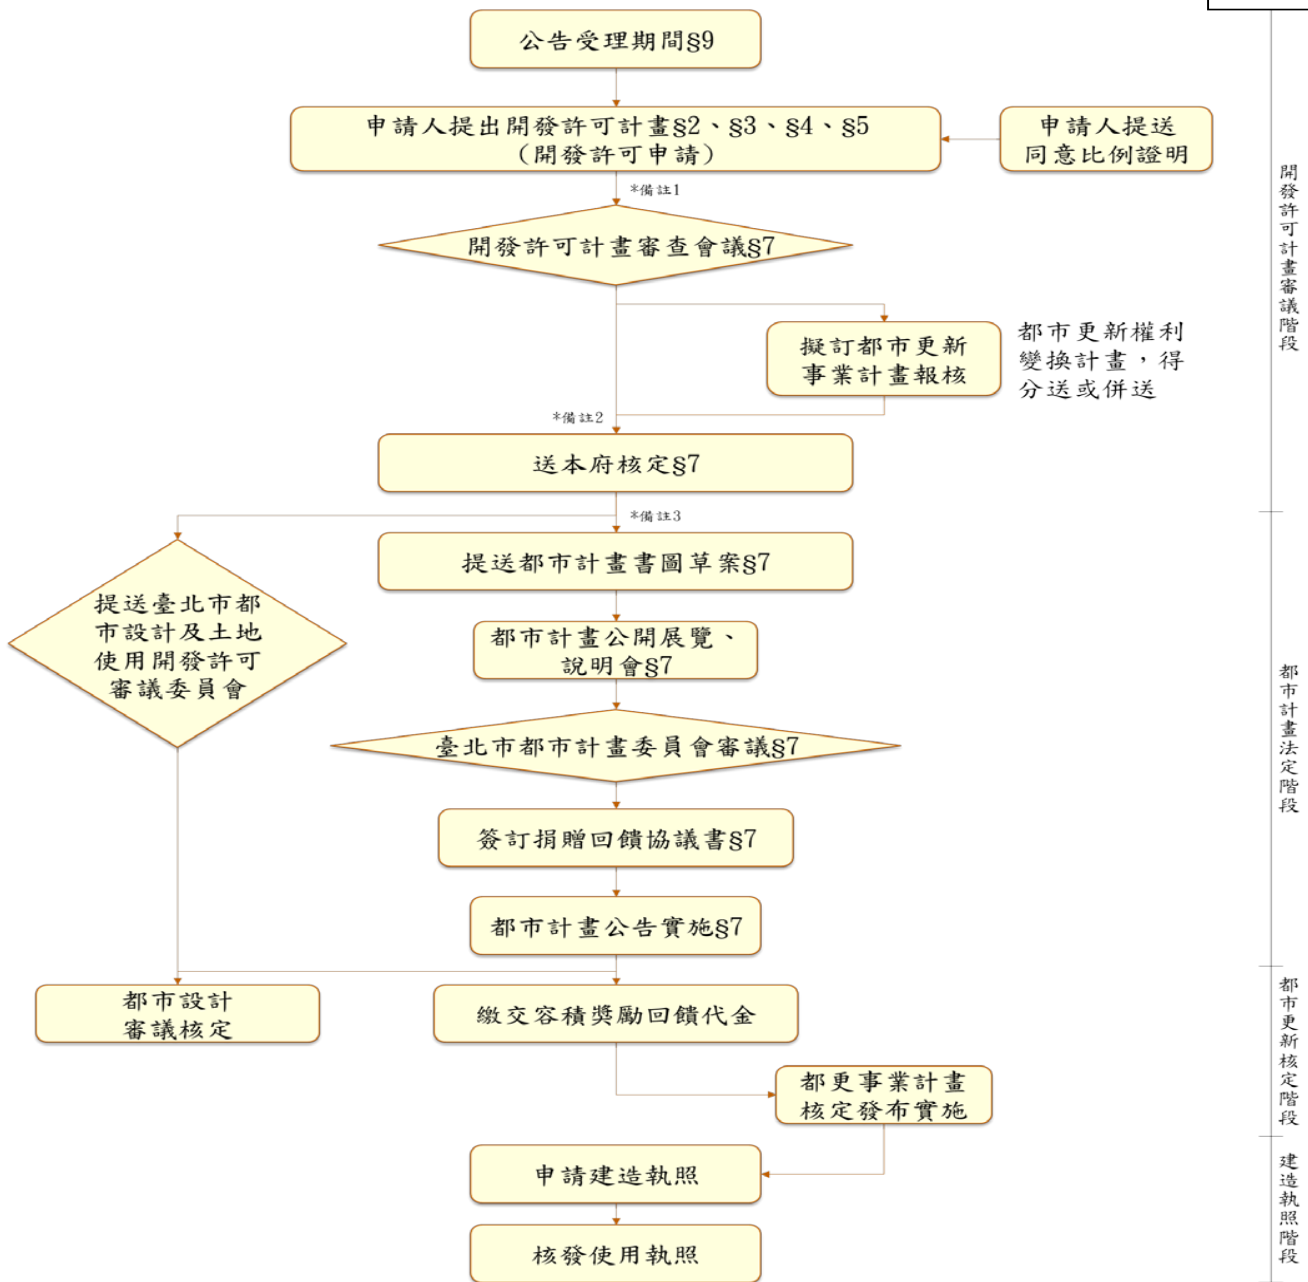 公告受理期間§9
申請人提出開發許可計畫§2、§3、§4、§5
（開發許可申請）
申請人提送
同意比例證明
*備註1
開發許可計畫審查會議§7
擬訂都市更新
事業計畫報核
都市更新權利
變換計畫，得
分送或併送
*備註2
送本府核定§7
開發許可計畫審議階段
*備註3
提送都市計畫書圖草案§7
提送臺北市都
市設計及土地
使用開發許可
審議委員會
都市計畫公開展覽、
說明會§7
臺北市都市計畫委員會審議§7
簽訂捐贈回饋協議書§7
都市計畫公告實施§7
都市計畫法定階段
都市設計
審議核定
繳交容積獎勵回饋代金
都更事業計畫
核定發布實施
都市更新核定階段
申請建造執照
核發使用執照
建造執照階段